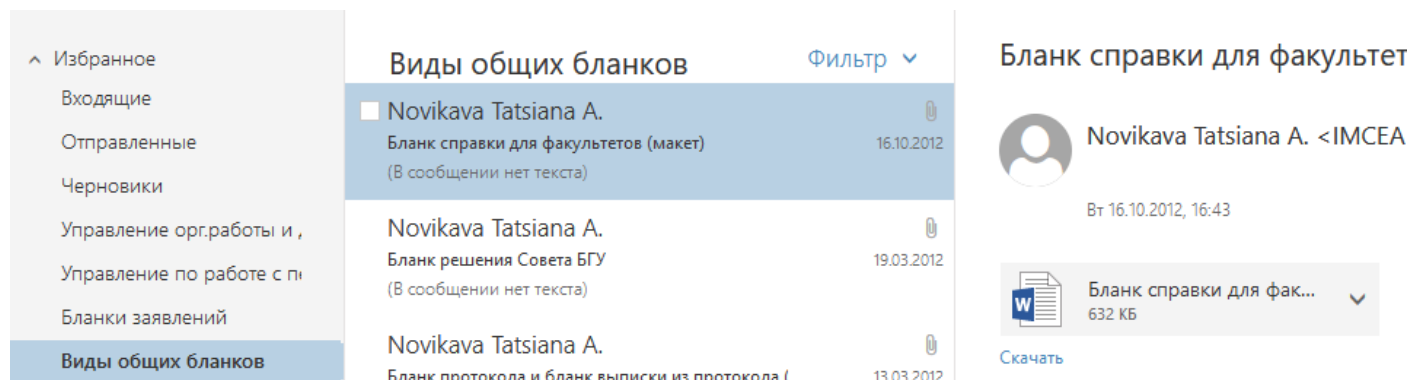 Избранное
Входящие
Отправленные
Черновики
Управление орг.работы и
Управление по работе с
Бланки заявлений
Виды общих бланков
Виды общих бланков
Фильтр
Novikava Tatsiana A.
Бланк справки для факультетов (макет)
16.10.2012
(В сообщении нет текста)
Novikava Tatsiana A.
Бланк решения Совета БГУ
19.03.2012
(В сообщении нет текста)
Novikava Tatsiana A.
Бланк протокола и бланк выписки из протокола (
13.03.2012
Бланк справки для факультет
Novikava Tatsiana A. <IMCEA
Вт 16.10.2012, 16:43
W
Бланк справки для фак...
632 КБ
Скачать